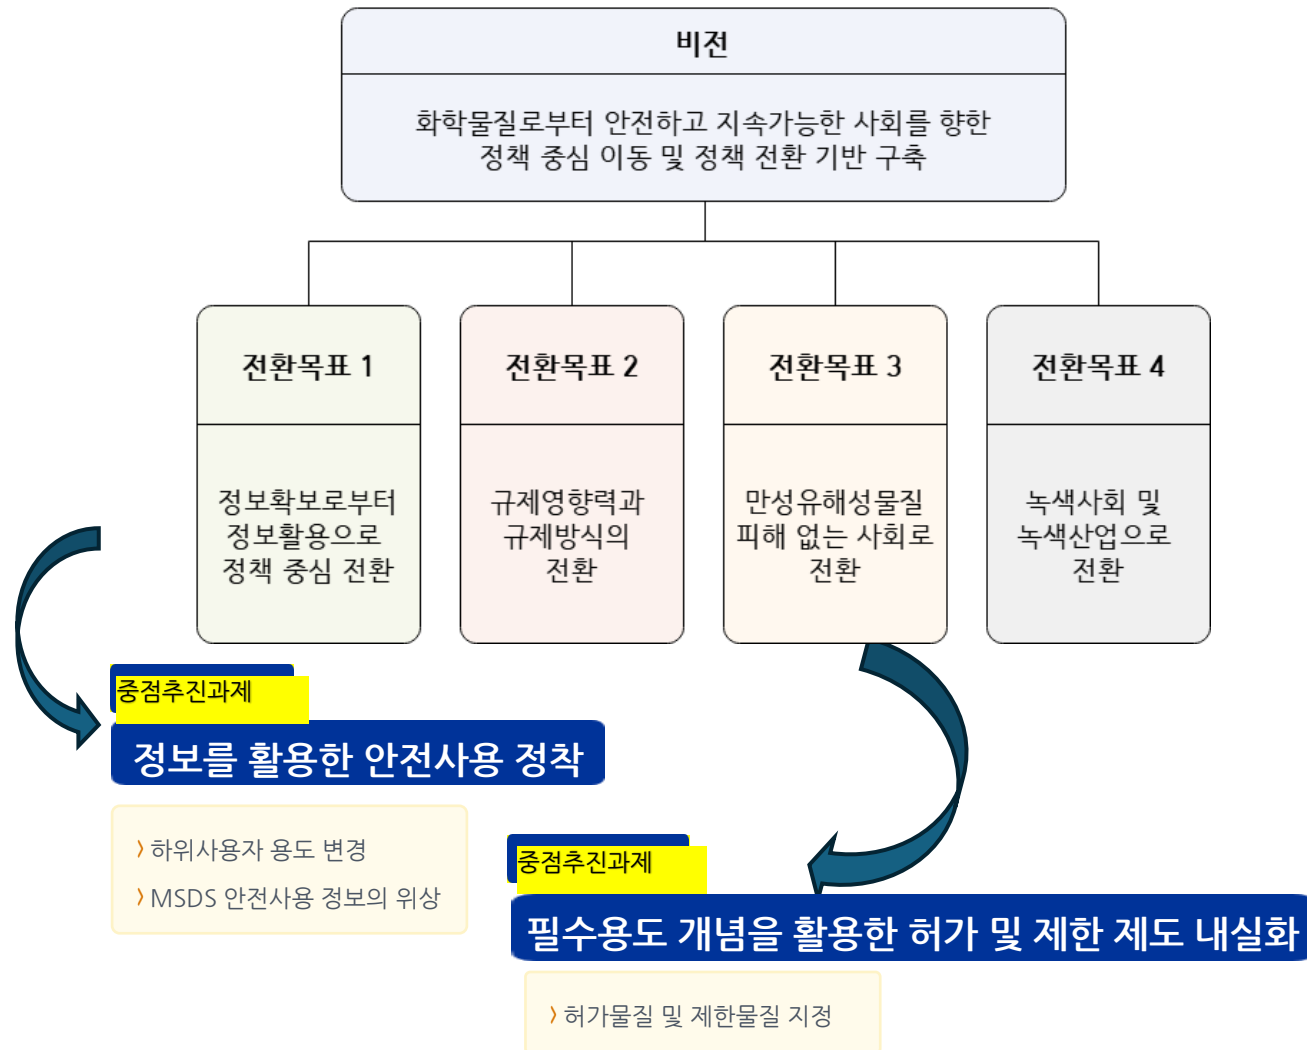 비전
화학물질로부터 안전하고 지속가능한 사회를 향한
정책 중심 이동 및 정책 전환 기반 구축
전환목표 1
정보확보로부터
정보활용으로
정책 중심 전환
전환목표 2
규제영향력과
규제방식의
전환
전환목표 3
만성유해성물질
피해 없는 사회로
전환
전환목표 4
녹색사회 및
녹색산업으로
전환
중점추진과제
정보를 활용한 안전사용 정착
〉하위사용자 용도 변경
〉MSDS 안전사용 정보의 위상
중점추진과제
필수용도 개념을 활용한 허가 및 제한 제도 내실화
〉허가물질 및 제한물질 지정